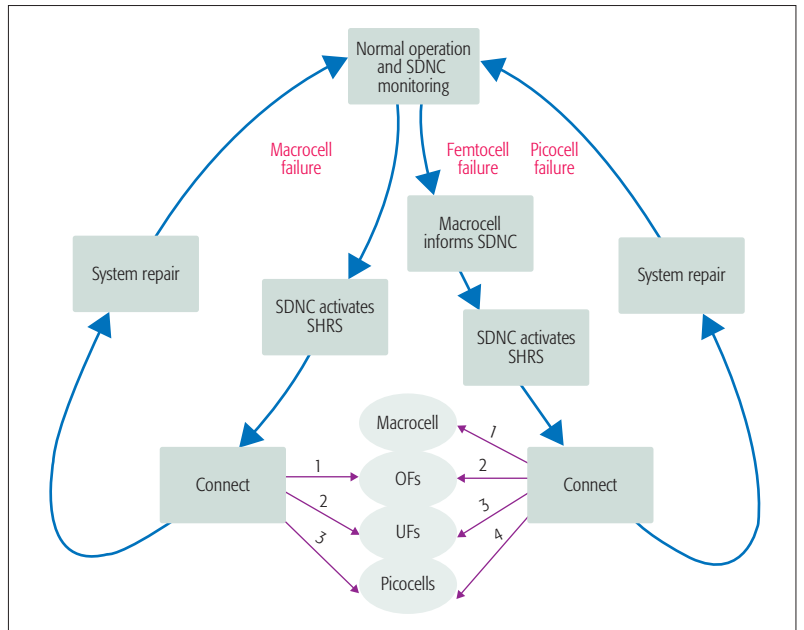 Normal operation
and SDNC
monitoring
Macrocell
failure
Femtocell
failure
Picocell
failure
Macrocell
informs SDNC
System repair
System repair
SDNC activates
SHRS
SDNC activates
SHRS
Macrocell
1
Connect
1
OFs
2
Connect
2
UFs
3
3
Picocells
4